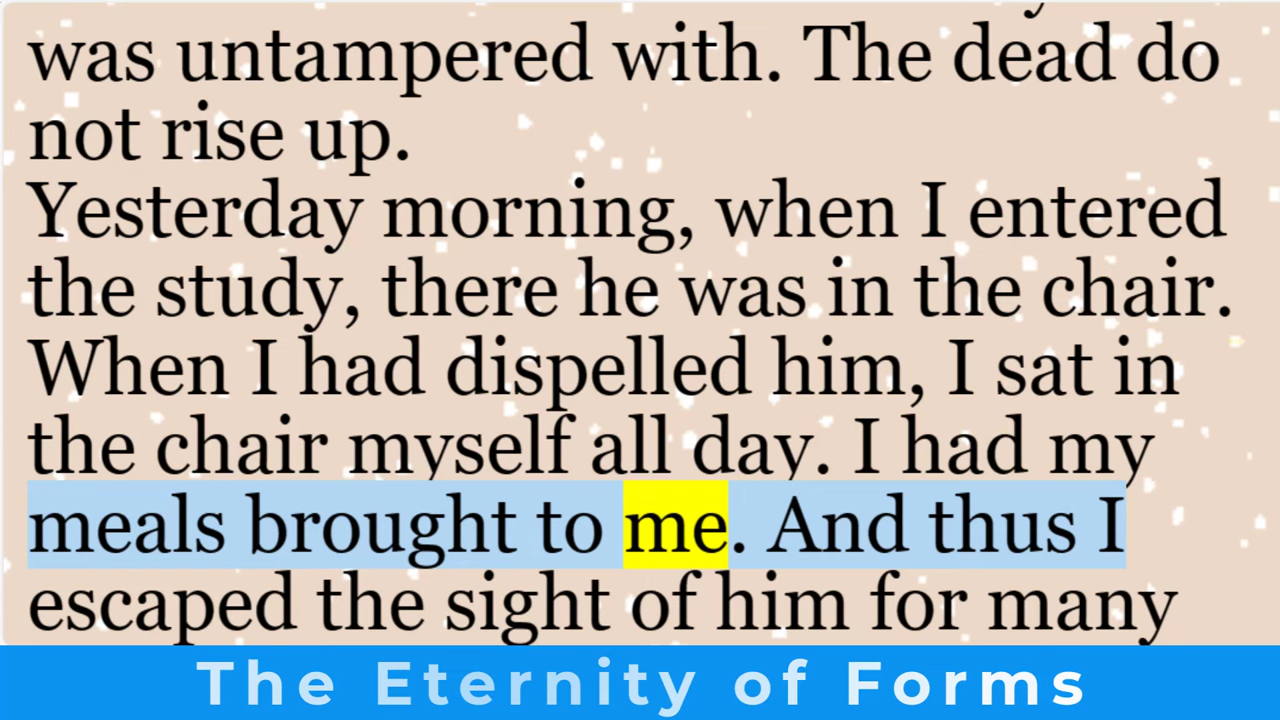 was untampered with. The dead do
not rise up.
Yesterday morning, when I entered
the study, there he was in the chair.
When I had dispelled him, I sat in
the chair myself all day. I had my
meals brought to me. And thus I
escaped the sight of him for many
The Eternity of Forms